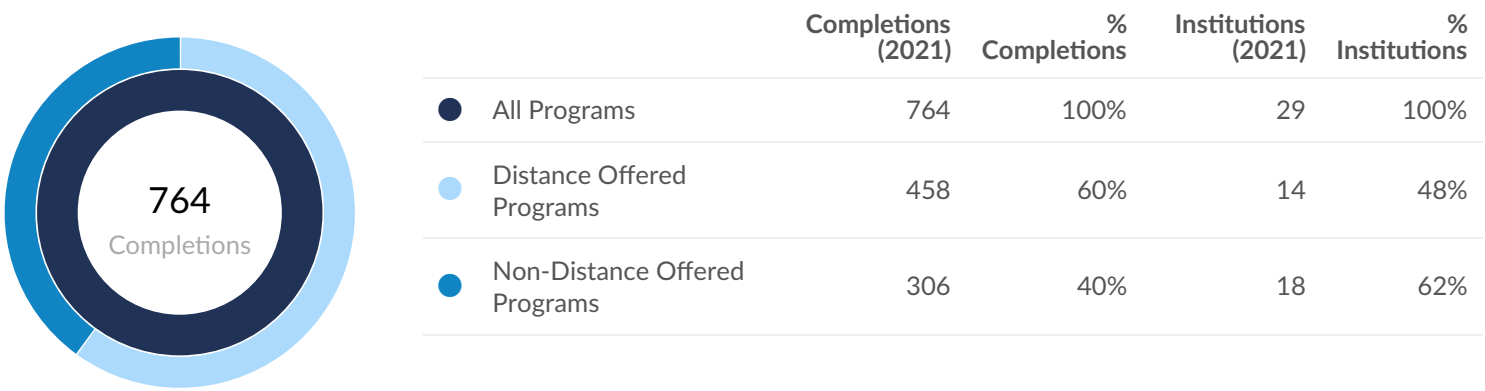 764
Completions
Completions % Institutions %
(2021) Completions (2021) Institutions
All Programs 764 100% 29 100%
Distance Offered
Programs 458 60% 14 48%
Non-Distance Offered
Programs 306 40% 18 62%